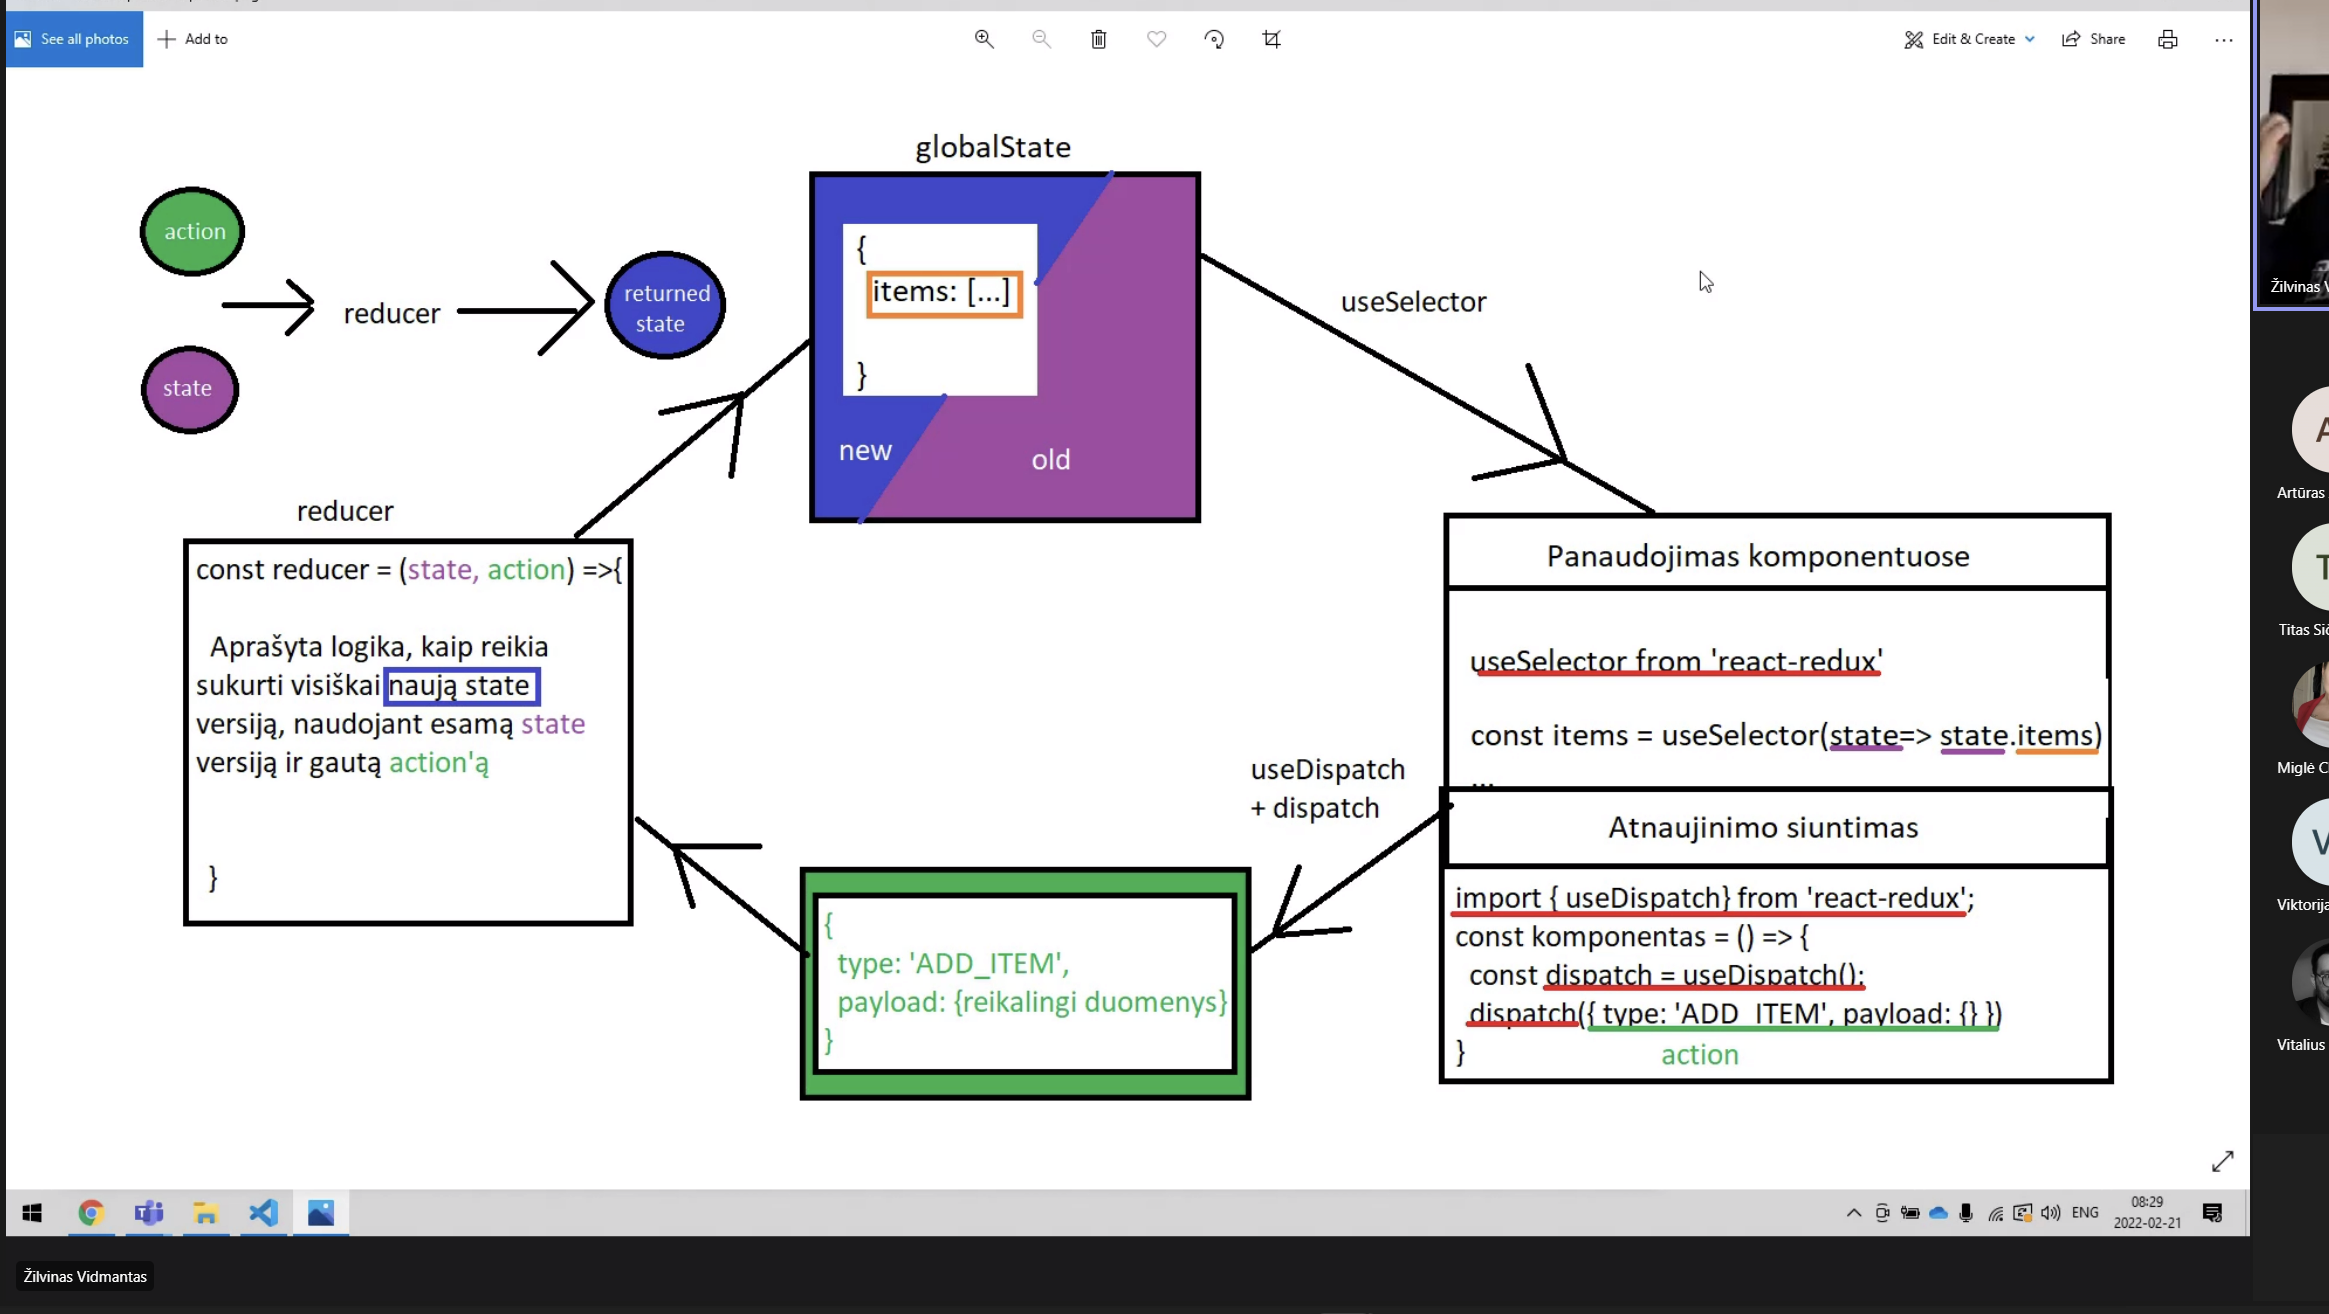 See all photos
Add to
Edit & Create
Share
globalState
action
state
reducer
returned
state
{
items: [...]
}
new
old
useSelector
reducer
const reducer = (state, action) =>{
Aprašyta logika, kaip reikia
sukurti visiškai naują state
versiją, naudojant esamą state
versiją ir gautą action'ą
}
Panaudojimas komponentuose
useSelector from 'react-redux'
const items = useSelector(state=> state.items)
...
useDispatch
+ dispatch
Atnaujinimo siuntimas
import { useDispatch} from 'react-redux';
const komponentas = () => {
const dispatch = useDispatch();
dispatch({ type: 'ADD_ITEM', payload: {} })
}
action
{
type: 'ADD_ITEM',
payload: {reikalingi duomenys}
}
Žilvinas V
Artūras
Titas Sič
Miglė C
Viktorija
Vitalius
ENG
08:29
2022-02-21
Žilvinas Vidmantas